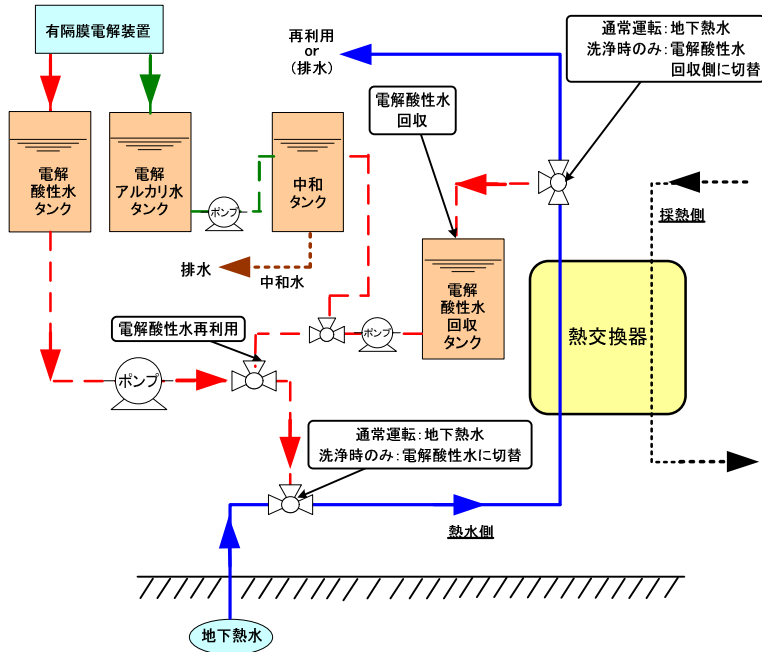 有隔膜電解装置
再利用
or
(排水)
通常運転：地下熱水
洗浄時のみ：電解酸性水
回収側に切替
電解酸性水
回収
電解
酸性水
タンク
電解
アルカリ水
タンク
ポンプ
中和
タンク
採熱側
排水
中和水
電解
酸性水
回収
タンク
ポンプ
熱交換器
電解酸性水再利用
ポンプ
通常運転：地下熱水
洗浄時のみ：電解酸性水に切替
熱水側
地下熱水